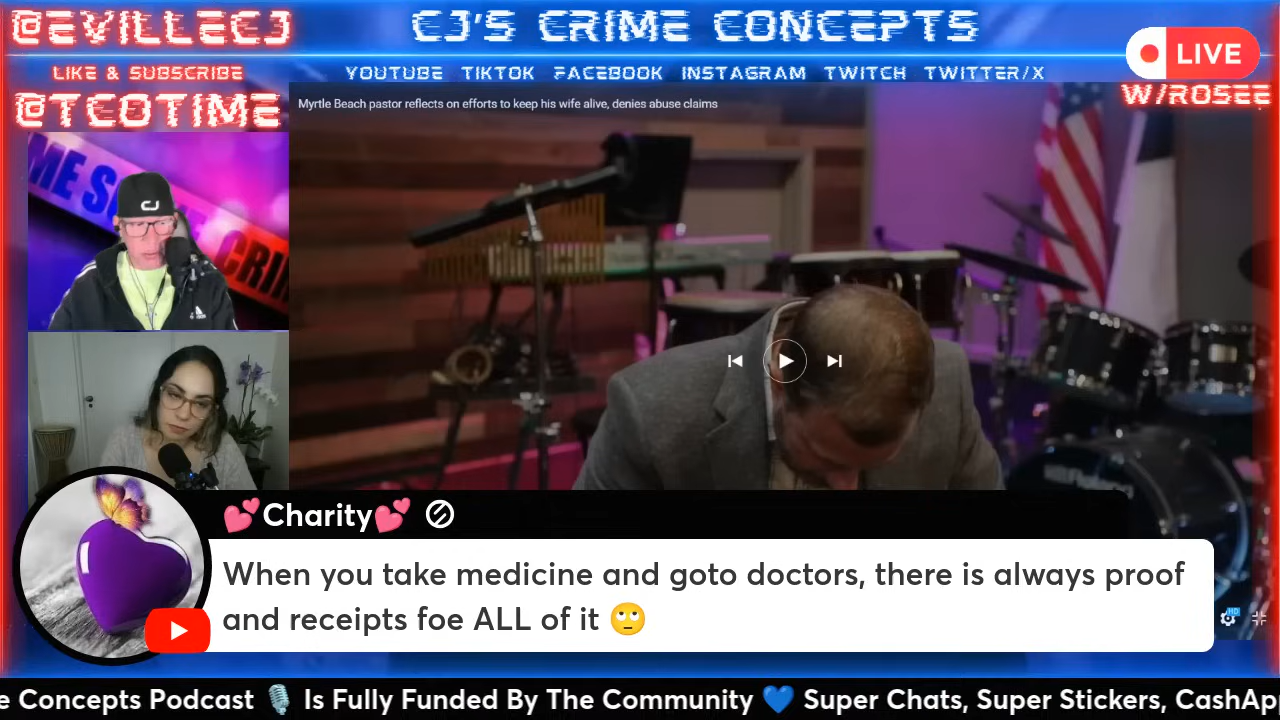 @EVILLECJ
CJ'S CRIME CONCEPTS
LIVE
LIKE & SUBSCRIBE
YOUTUBE TIKTOK FACEBOOK INSTAGRAM TWITCH TWITTER/X
@TCOTIME
W/ROSEE
Myrtle Beach pastor reflects on efforts to keep his wife alive, denies abuse claims
CJ
💕Charity💕
When you take medicine and goto doctors, there is always proof
and receipts foe ALL of it 🙄
HD
e Concepts Podcast 🎙️ Is Fully Funded By The Community 💙 Super Chats, Super Stickers, CashApp